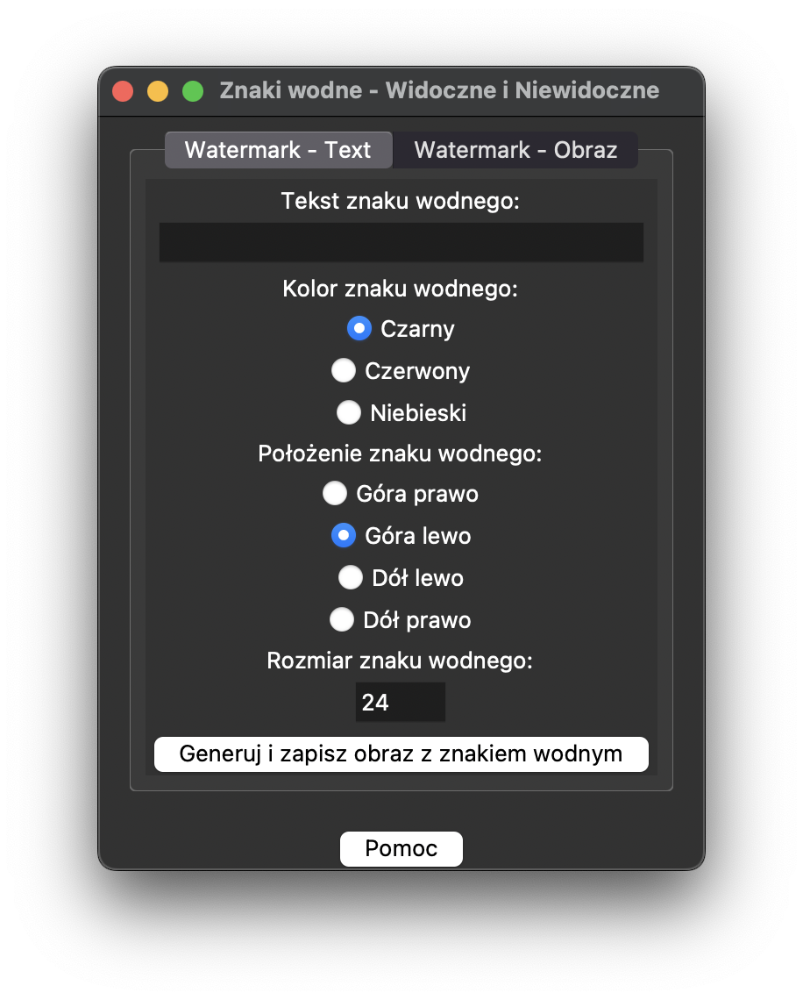 Znaki wodne - Widoczne i Niewidoczne
Watermark - Text Watermark - Obraz
Tekst znaku wodnego:
Kolor znaku wodnego:
Czarny
Czerwony
Niebieski
Położenie znaku wodnego:
Góra prawo
Góra lewo
Dół lewo
Dół prawo
Rozmiar znaku wodnego:
24
Generuj i zapisz obraz z znakiem wodnym
Pomoc